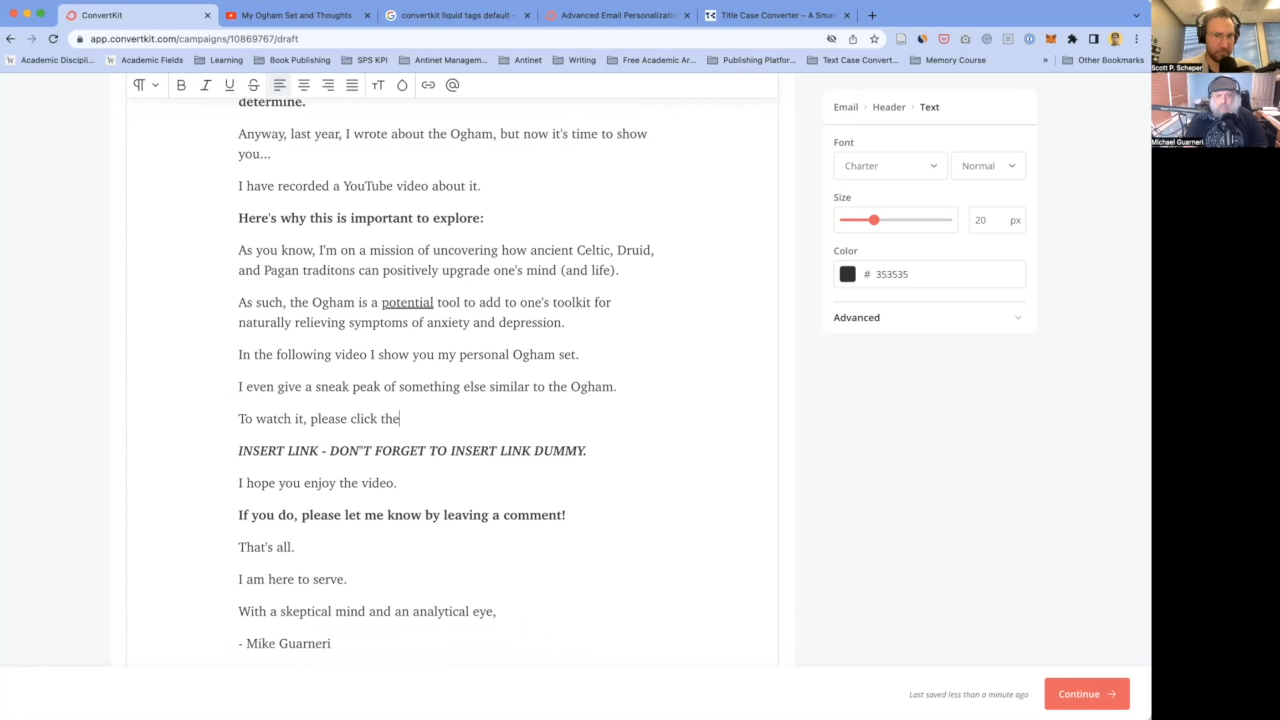 ConvertKit
My Ogham Set and Thoughts
convertkit liquid tags default -
Advanced Email Personalizatio
Title Case Converter – A Smar
app.convertkit.com/campaigns/10869767/draft
Academic Discipli...
Academic Fields
Learning
Book Publishing
SPS KPI
Antinet Managem...
Antinet
Writing
Free Academic Ar...
Publishing Platfor...
Text Case Convert...
Memory Course
»
Other Bookmarks
Scott P. Scheper
Michael Guarneri
determine.
Anyway, last year, I wrote about the Ogham, but now it's time to show
you...
I have recorded a YouTube video about it.
Here's why this is important to explore:
As you know, I'm on a mission of uncovering how ancient Celtic, Druid,
and Pagan traditons can positively upgrade one's mind (and life).
As such, the Ogham is a potential tool to add to one's toolkit for
naturally relieving symptoms of anxiety and depression.
In the following video I show you my personal Ogham set.
I even give a sneak peak of something else similar to the Ogham.
To watch it, please click the
INSERT LINK - DON"T FORGET TO INSERT LINK DUMMY.
I hope you enjoy the video.
If you do, please let me know by leaving a comment!
That's all.
I am here to serve.
With a skeptical mind and an analytical eye,
- Mike Guarneri
Email > Header > Text
Font
Charter
Normal
Size
20 px
Color
# 353535
Advanced
Last saved less than a minute ago
Continue →